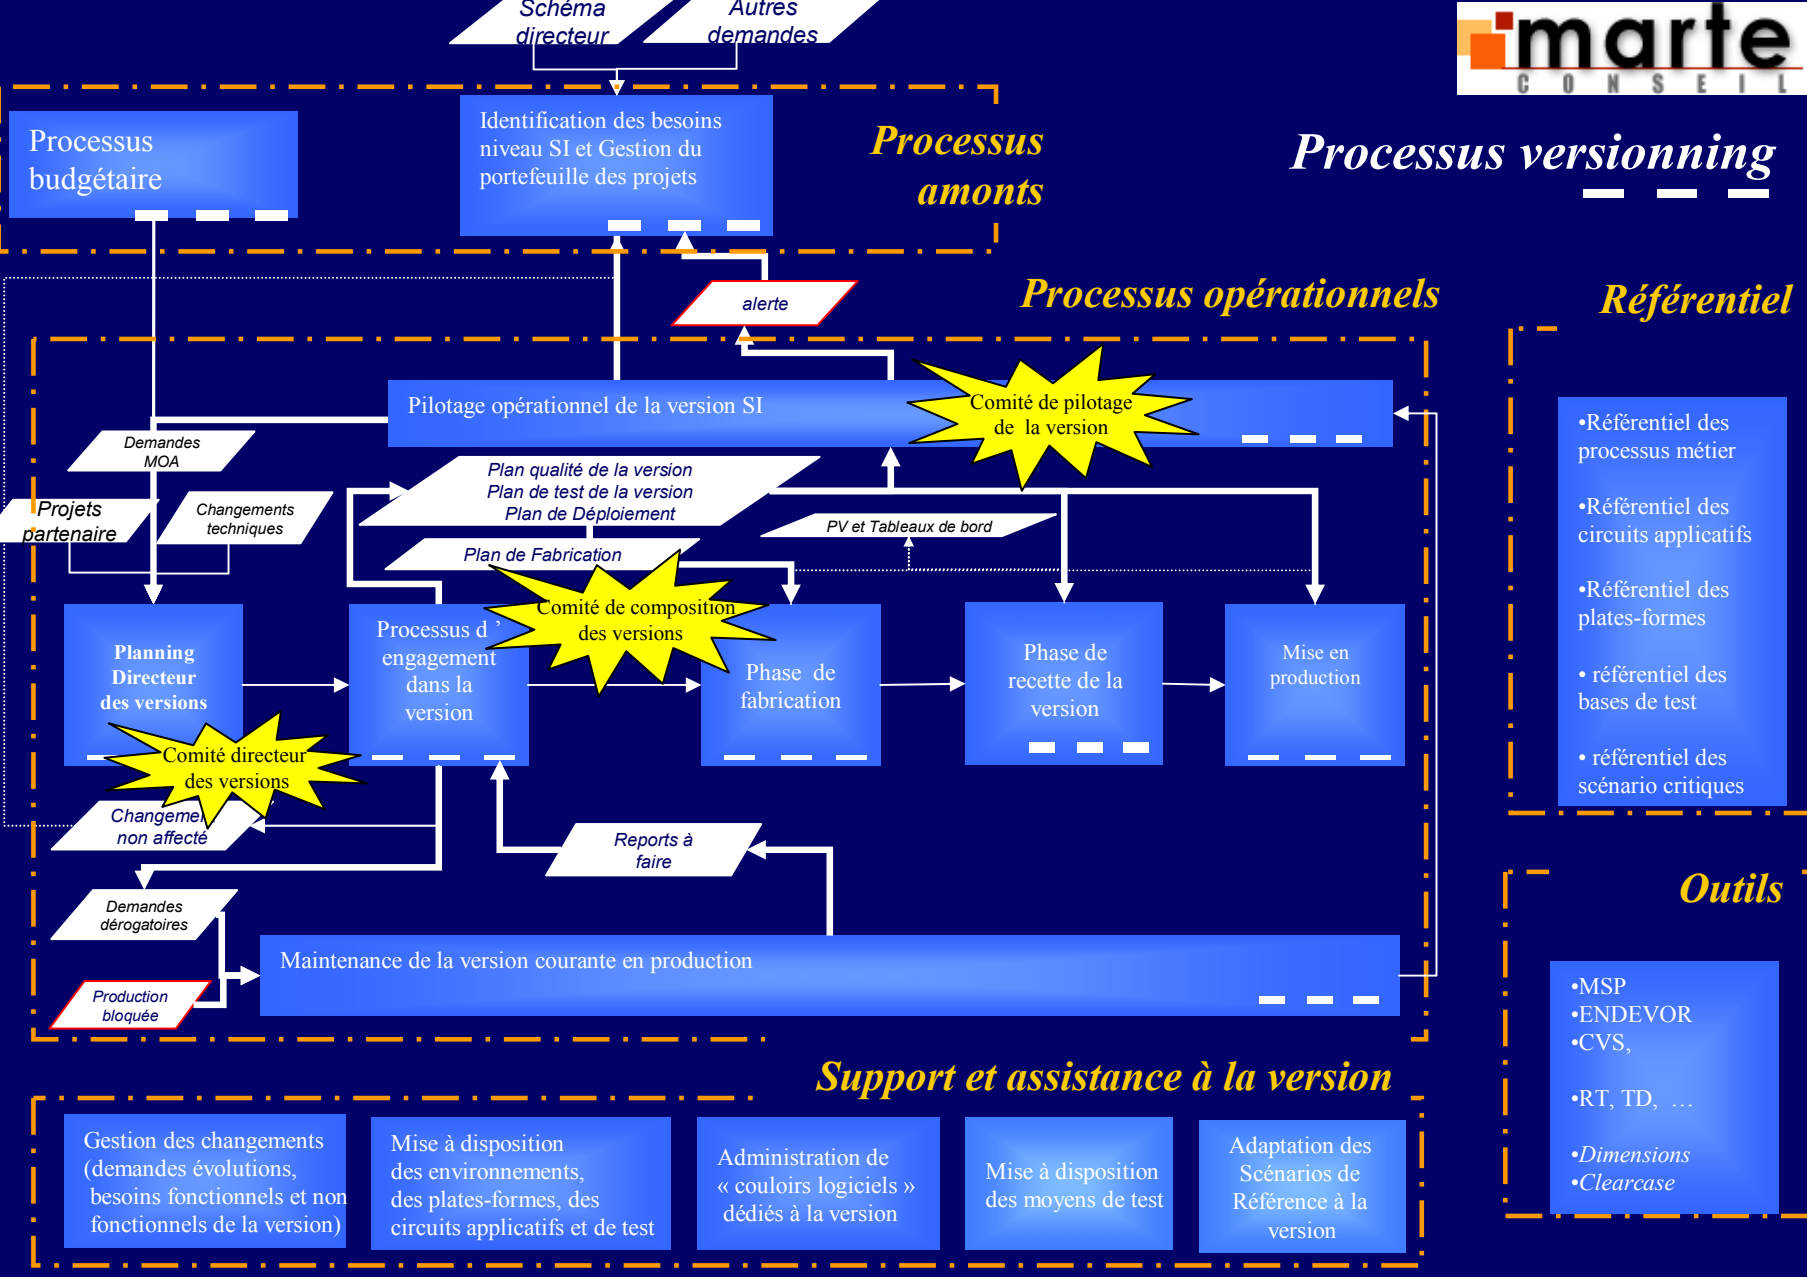 Schéma
directeur
Autres
demandes
marte
CONSEIL
Processus
budgétaire
Identification des besoins
niveau SI et Gestion du
portefeuille des projets
Processus
amonts
Processus versionning
Processus opérationnels
Référentiel
alerte
Pilotage opérationnel de la version SI
Comité de pilotage
de la version
Demandes
MOA
Projets
partenaire
Changements
techniques
Plan qualité de la version
Plan de test de la version
Plan de Déploiement
PV et Tableaux de bord
Plan de Fabrication
Comité de composition
des versions
Planning
Directeur
des versions
Processus d ’
engagement
dans la
version
Phase de
fabrication
Phase de
recette de la
version
Mise en
production
Comité directeur
des versions
Changement
non affecté
Reports à
faire
Demandes
dérogatoires
Production
bloquée
Maintenance de la version courante en production
•Référentiel des
processus métier
•Référentiel des
circuits applicatifs
•Référentiel des
plates-formes
• référentiel des
bases de test
• référentiel des
scénario critiques
Outils
•MSP
•ENDEVOR
•CVS,
•RT, TD, …
•Dimensions
•Clearcase
Support et assistance à la version
Gestion des changements
(demandes évolutions,
besoins fonctionnels et non
fonctionnels de la version)
Mise à disposition
des environnements,
des plates-formes, des
circuits applicatifs et de test
Administration de
« couloirs logiciels »
dédiés à la version
Mise à disposition
des moyens de test
Adaptation des
Scénarios de
Référence à la
version